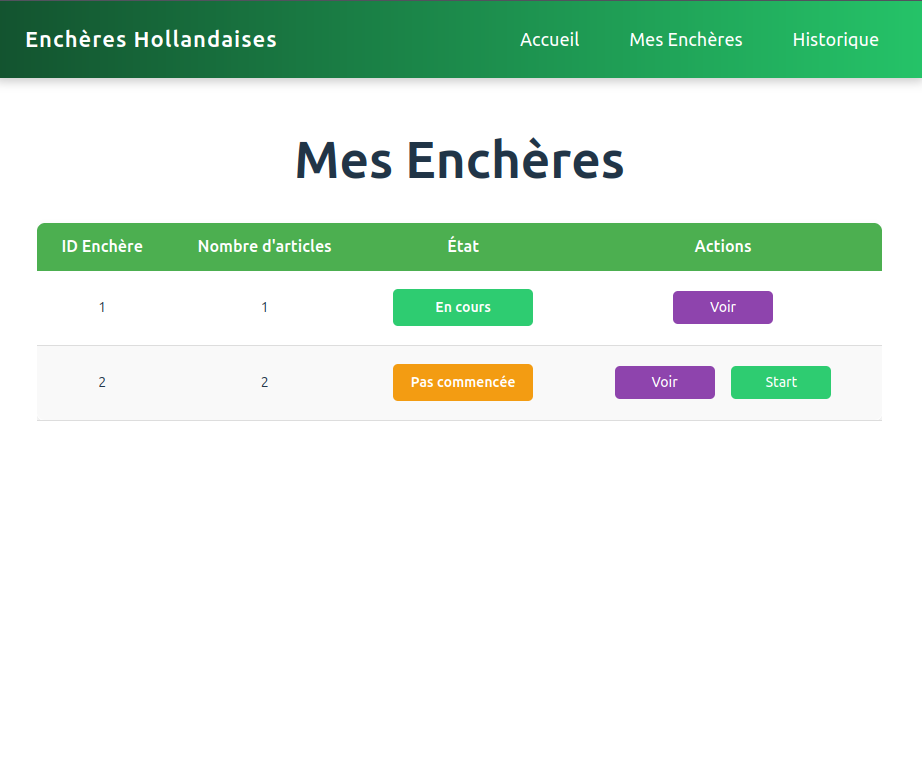 Enchères Hollandaises Accueil Mes Enchères Historique
Mes Enchères
ID Enchère Nombre d'articles État Actions
1 1 En cours Voir
2 2 Pas commencée Voir Start